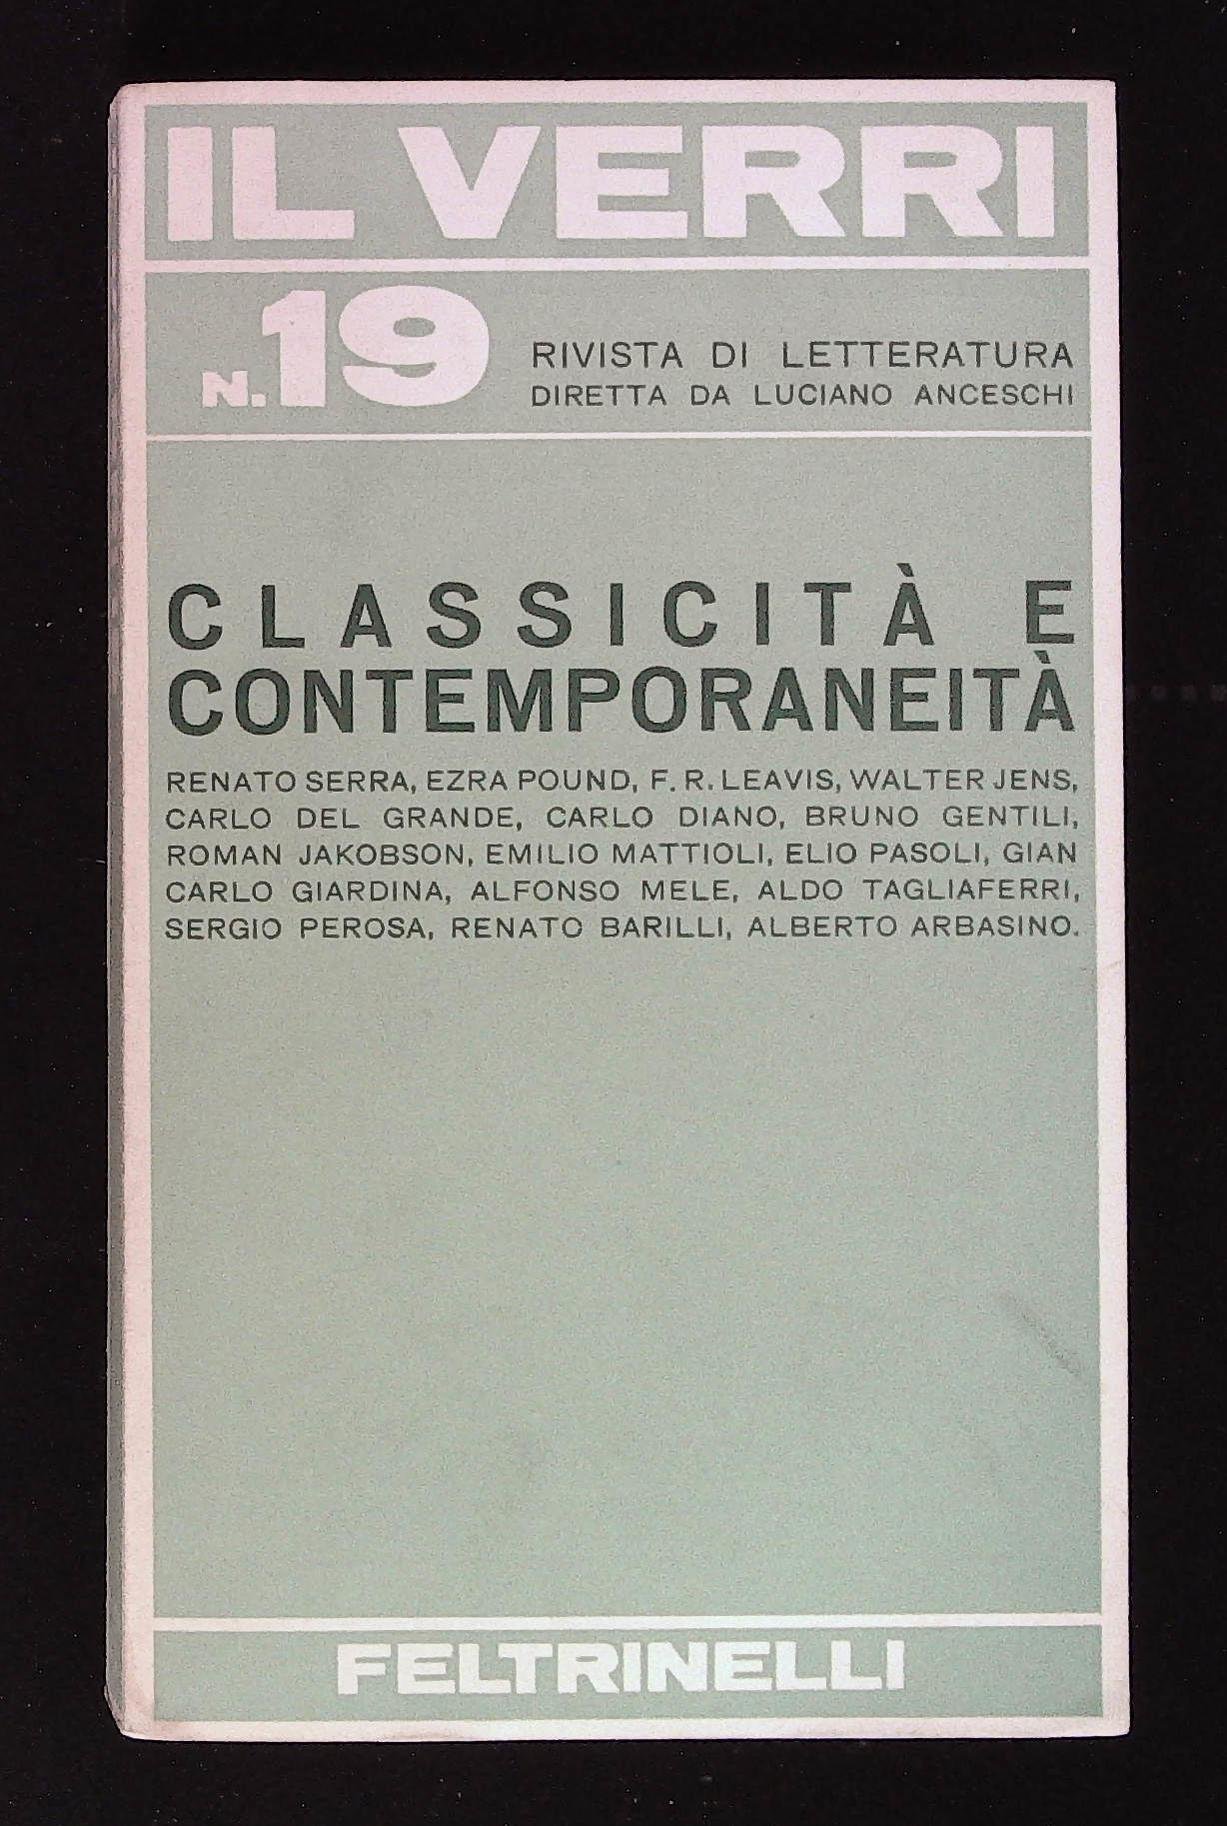 IL VERRI
N.19
RIVISTA DI LETTERATURA
DIRETTA DA LUCIANO ANCESCHI
CLASSICITÀ E
CONTEMPORANEITÀ
RENATO SERRA, EZRA POUND, F. R. LEAVIS, WALTER JENS,
CARLO DEL GRANDE, CARLO DIANO, BRUNO GENTILI,
ROMAN JAKOBSON, EMILIO MATTIOLI, ELIO PASOLI, GIAN
CARLO GIARDINA, ALFONSO MELE, ALDO TAGLIAFERRI,
SERGIO PEROSA, RENATO BARILLI, ALBERTO ARBASINO.
FELTRINELLI